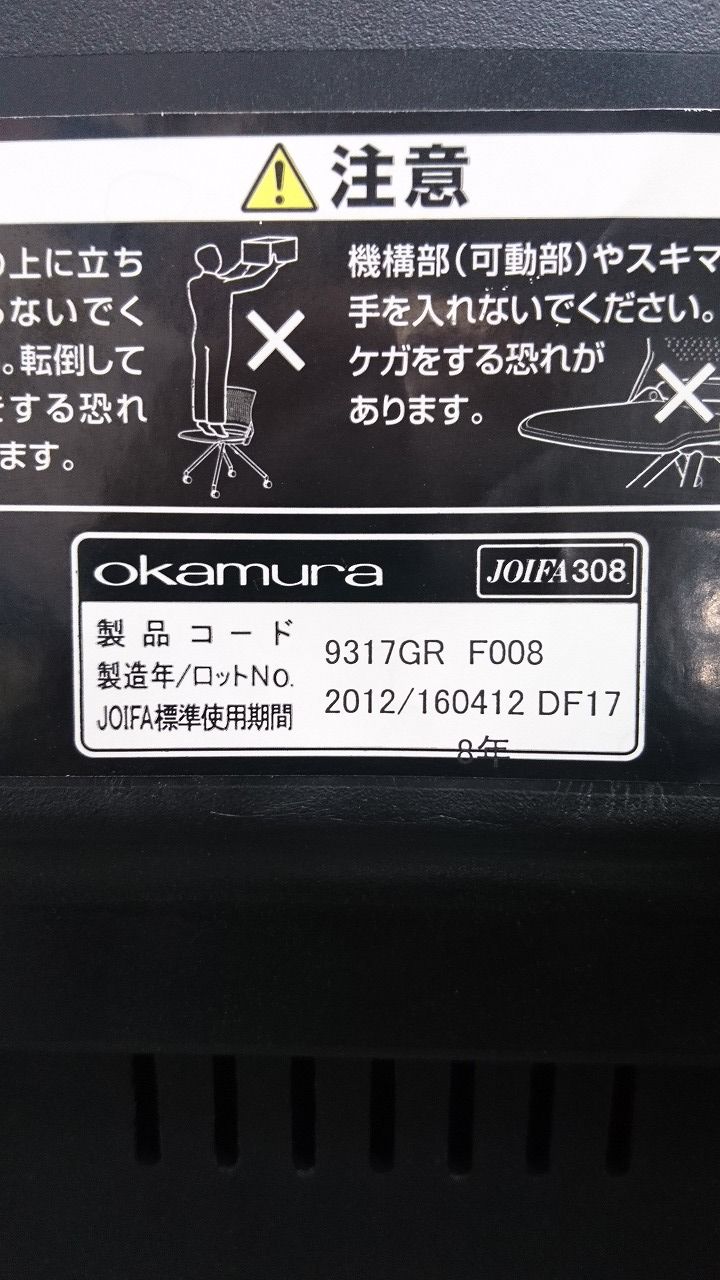 注意
の上に立ち
らないでく
。転倒して
をする恐れ
ます。
機構部(可動部)やスキマ
手を入れないでください。
ケガをする恐れが
あります。
okamura JOIFA308
製品コード 9317GR F008
製造年/ロットNo. 2012/160412 DF17
JOIFA標準使用期間 8年